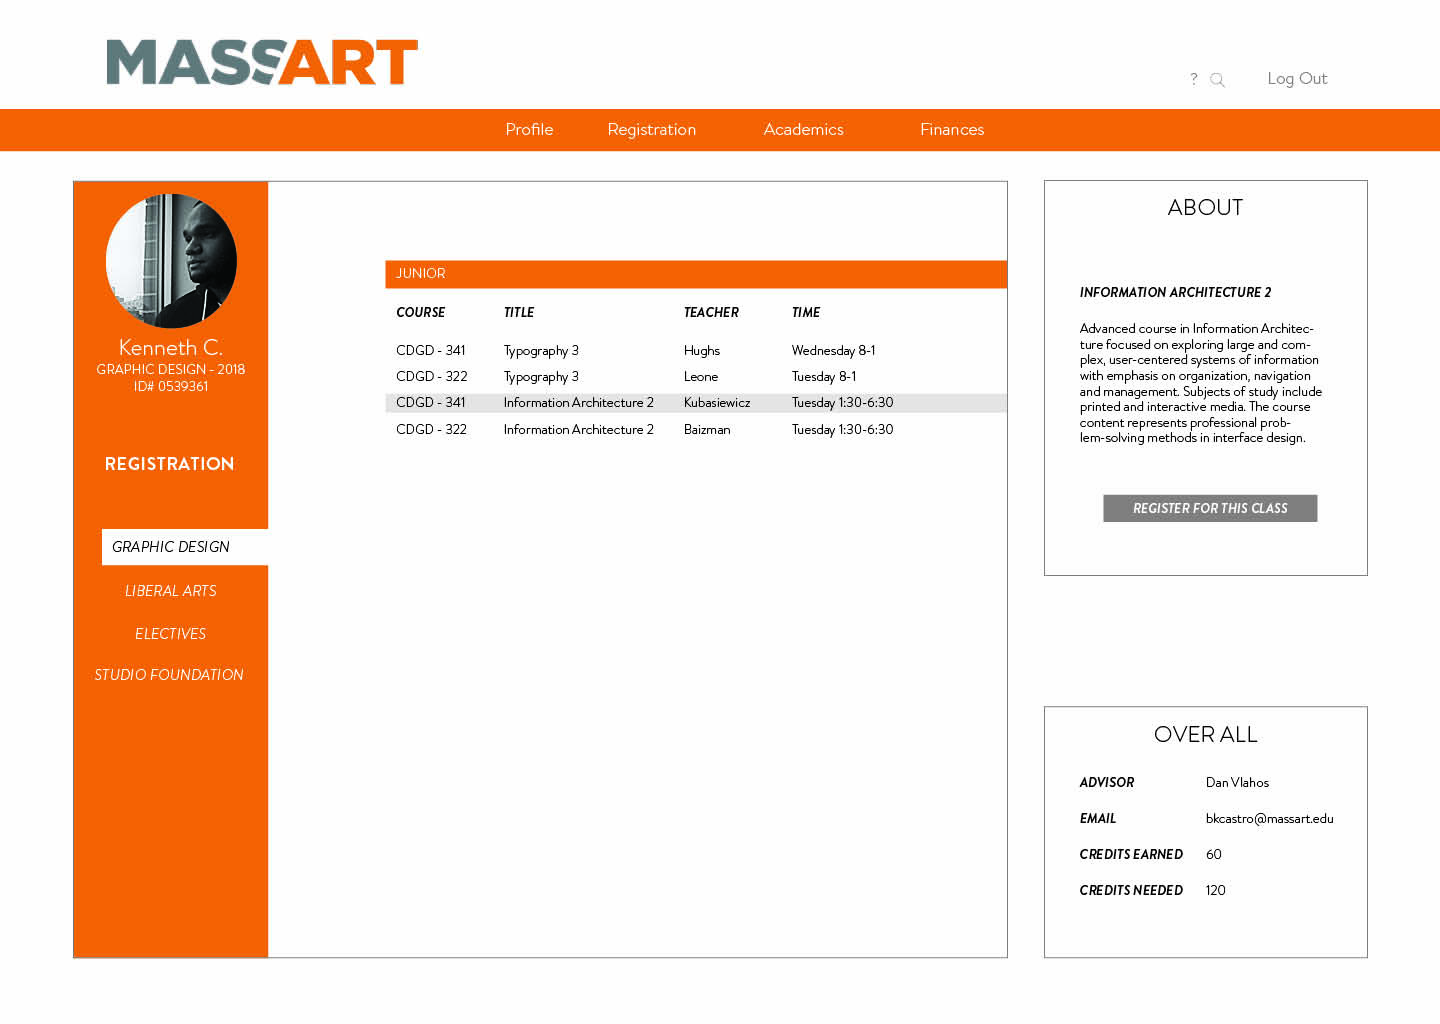 MASSART
? Log Out
Profile Registration Academics Finances
Kenneth C.
GRAPHIC DESIGN - 2018
ID# 0539361
REGISTRATION
GRAPHIC DESIGN
LIBERAL ARTS
ELECTIVES
STUDIO FOUNDATION
JUNIOR
COURSE TITLE TEACHER TIME
CDGD - 341 Typography 3 Hughs Wednesday 8-1
CDGD - 322 Typography 3 Leone Tuesday 8-1
CDGD - 341 Information Architecture 2 Kubasiewicz Tuesday 1:30-6:30
CDGD - 322 Information Architecture 2 Baizman Tuesday 1:30-6:30
ABOUT
INFORMATION ARCHITECTURE 2
Advanced course in Information Architec-
ture focused on exploring large and com-
plex, user-centered systems of information
with emphasis on organization, navigation
and management. Subjects of study include
printed and interactive media. The course
content represents professional prob-
lem-solving methods in interface design.
REGISTER FOR THIS CLASS
OVER ALL
ADVISOR Dan Vlahos
EMAIL bkcastro@massart.edu
CREDITS EARNED 60
CREDITS NEEDED 120